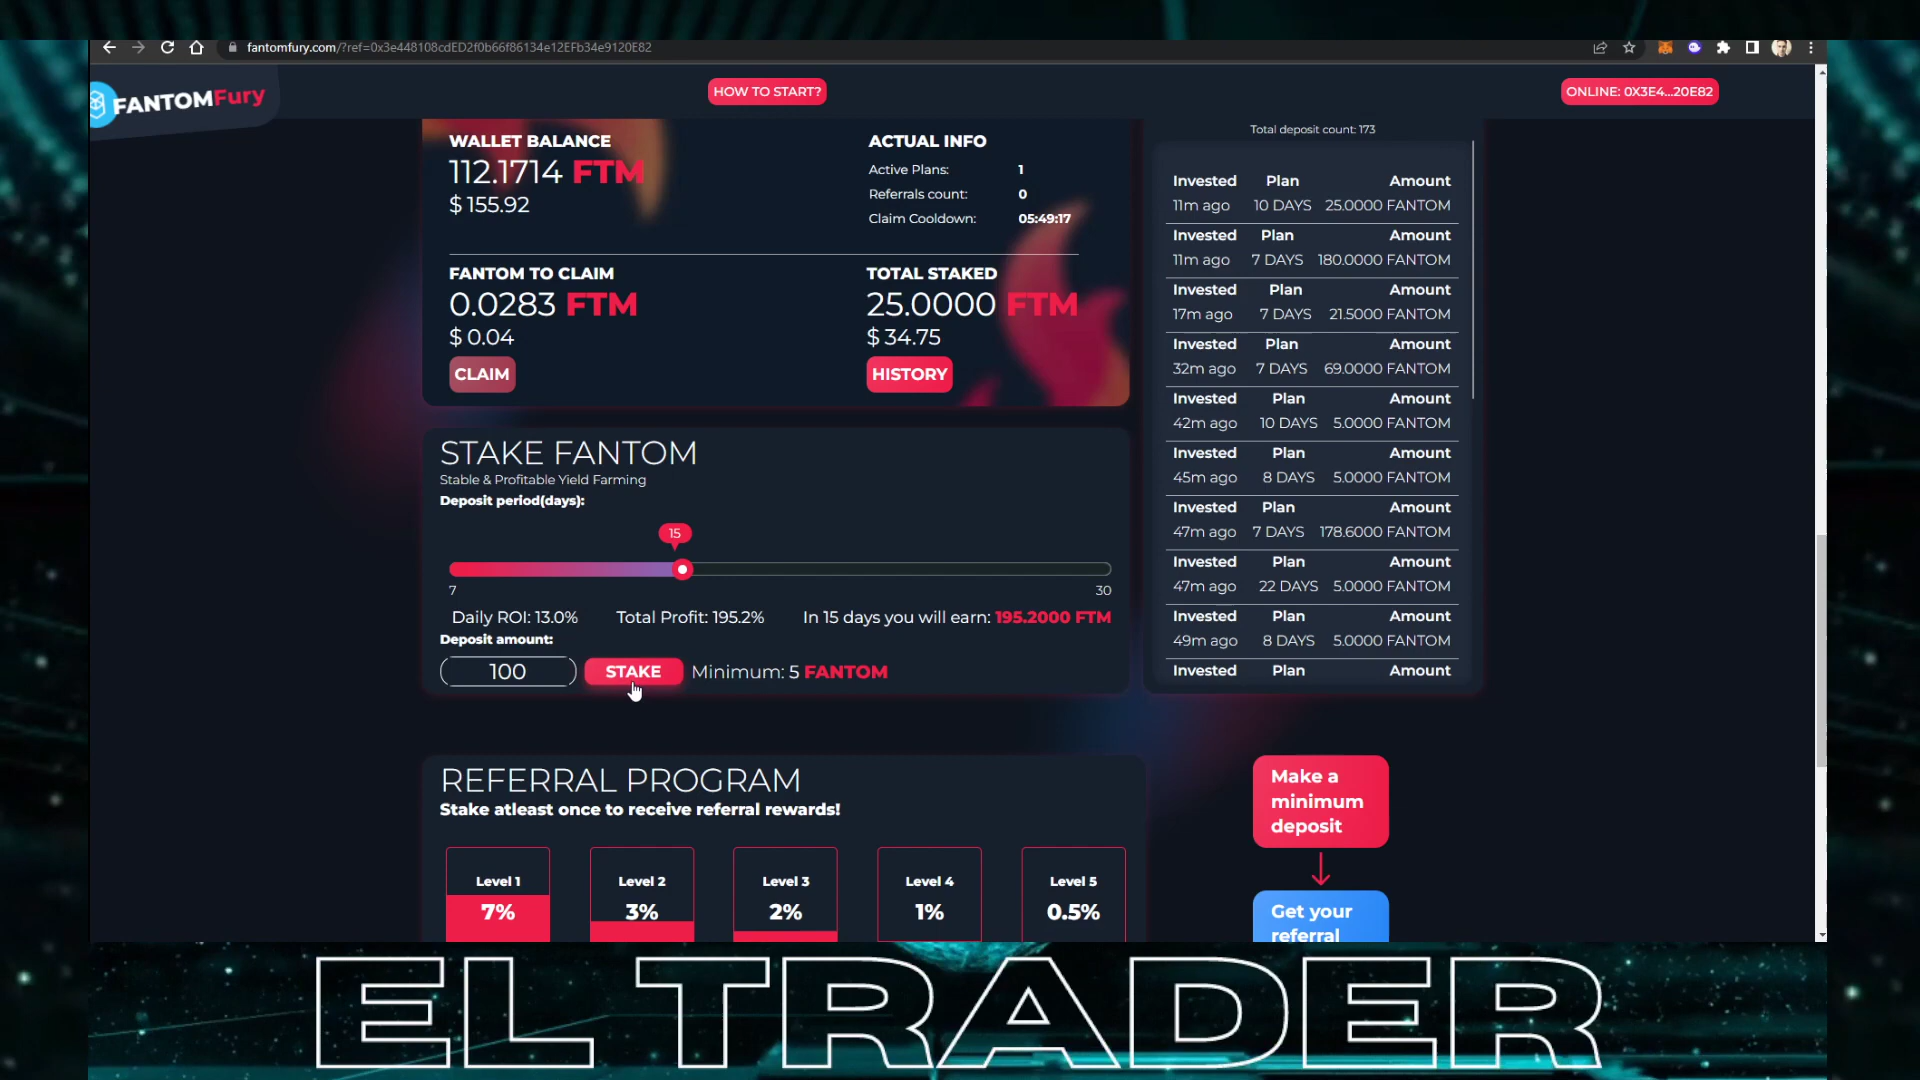 fantomfury.com/?ref=0x3e448108cdED2f0b66f86134e12EFb34e9120E82
FANTOMFury
HOW TO START?
ONLINE: 0X3E4...20E82
WALLET BALANCE
112.1714 FTM
$ 155.92
ACTUAL INFO
Active Plans: 1
Referrals count: 0
Claim Cooldown: 05:49:17
FANTOM TO CLAIM
0.0283 FTM
$ 0.04
CLAIM
TOTAL STAKED
25.0000 FTM
$ 34.75
HISTORY
Total deposit count: 173
Invested Plan Amount
11m ago 10 DAYS 25.0000 FANTOM
Invested Plan Amount
11m ago 7 DAYS 180.0000 FANTOM
Invested Plan Amount
17m ago 7 DAYS 21.5000 FANTOM
Invested Plan Amount
32m ago 7 DAYS 69.0000 FANTOM
Invested Plan Amount
42m ago 10 DAYS 5.0000 FANTOM
Invested Plan Amount
45m ago 8 DAYS 5.0000 FANTOM
Invested Plan Amount
47m ago 7 DAYS 178.6000 FANTOM
Invested Plan Amount
47m ago 22 DAYS 5.0000 FANTOM
Invested Plan Amount
49m ago 8 DAYS 5.0000 FANTOM
Invested Plan Amount
STAKE FANTOM
Stable & Profitable Yield Farming
Deposit period(days):
15
7 30
Daily ROI: 13.0% Total Profit: 195.2% In 15 days you will earn: 195.2000 FTM
Deposit amount:
100 STAKE Minimum: 5 FANTOM
REFERRAL PROGRAM
Stake atleast once to receive referral rewards!
Level 1 Level 2 Level 3 Level 4 Level 5
7% 3% 2% 1% 0.5%
Make a
minimum
deposit
Get your
referral
EL TRADER